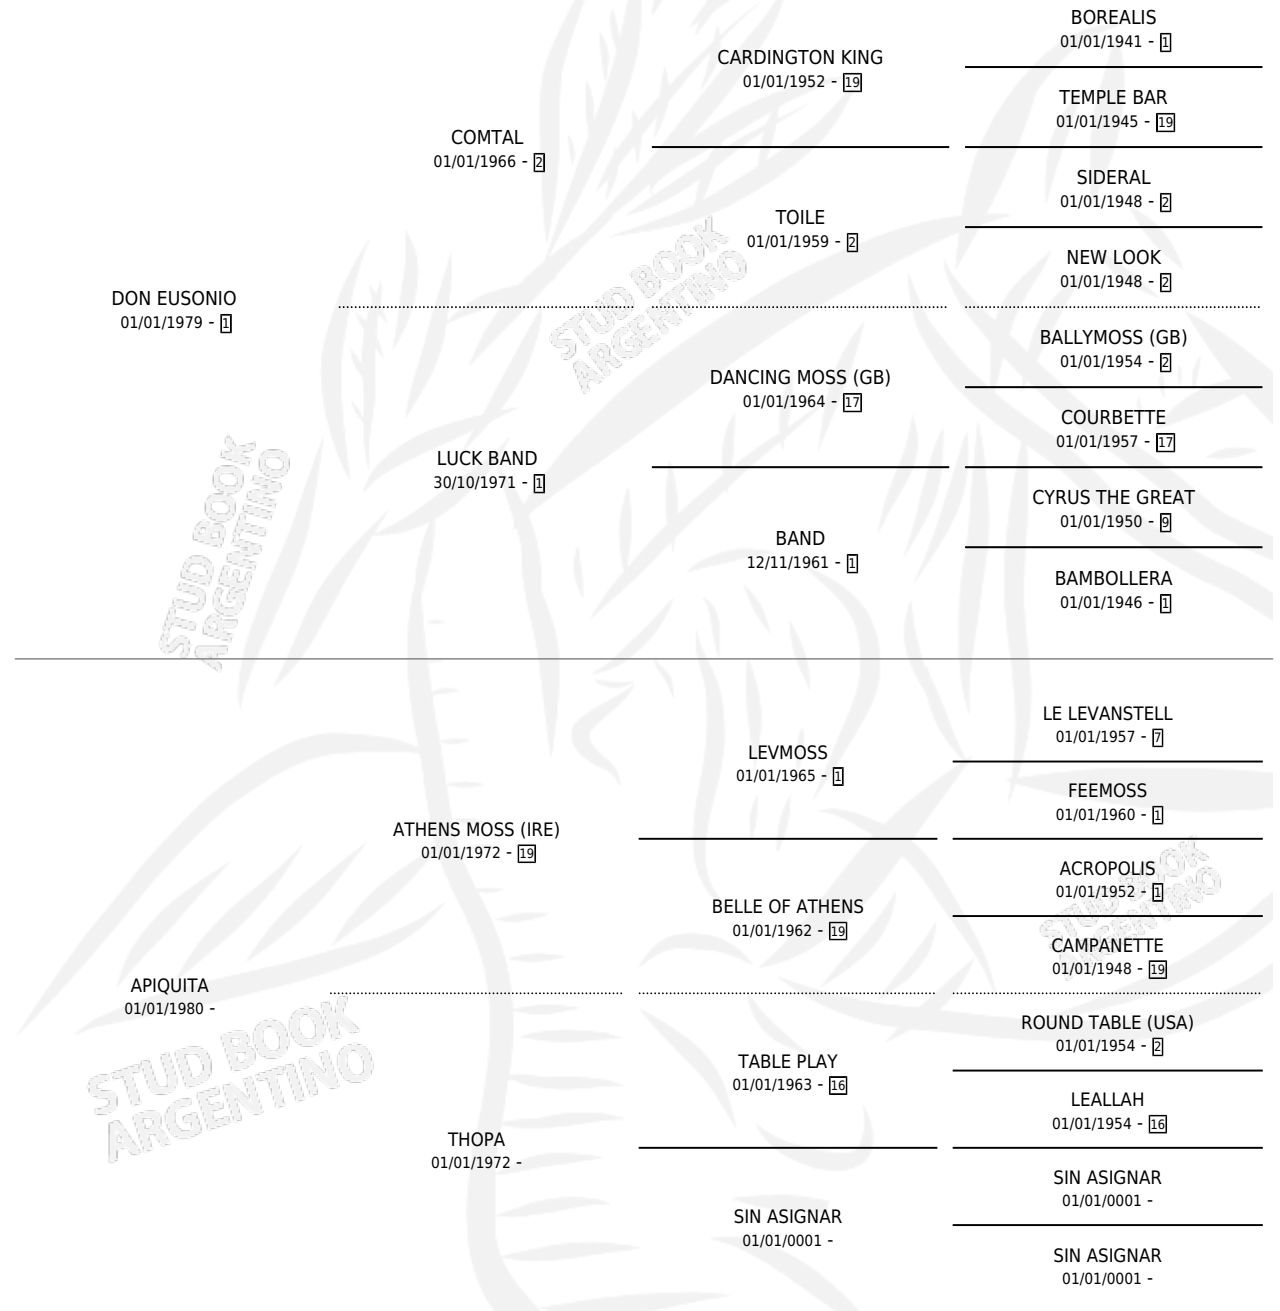 BOREALIS
01/01/1941 - 1
CARDINGTON KING
01/01/1952 - 19
TEMPLE BAR
01/01/1945 - 19
COMTAL
01/01/1966 - 2
SIDERAL
01/01/1948 - 2
TOILE
01/01/1959 - 2
NEW LOOK
01/01/1948 - 2
DON EUSONIO
01/01/1979 - 1
BALLYMOSS (GB)
01/01/1954 - 2
DANCING MOSS (GB)
01/01/1964 - 17
COURBETTE
01/01/1957 - 17
LUCK BAND
30/10/1971 - 1
CYRUS THE GREAT
01/01/1950 - 9
BAND
12/11/1961 - 1
BAMBOLLERA
01/01/1946 - 1
STUD BOOK
ARGENTINO
STUD BOOK
ARGENTINO
LE LEVANSTELL
01/01/1957 - 7
LEVMOSS
01/01/1965 - 1
FEEMOSS
01/01/1960 - 1
ATHENS MOSS (IRE)
01/01/1972 - 19
ACROPOLIS
01/01/1952 - 1
BELLE OF ATHENS
01/01/1962 - 19
CAMPANETTE
01/01/1948 - 19
STUD BOOK
ARGENTINO
APIQUITA
01/01/1980 -
ROUND TABLE (USA)
01/01/1954 - 2
TABLE PLAY
01/01/1963 - 16
LEALLAH
01/01/1954 - 16
STUD BOOK
ARGENTINO
THOPA
01/01/1972 -
SIN ASIGNAR
01/01/0001 -
SIN ASIGNAR
01/01/0001 -
SIN ASIGNAR
01/01/0001 -